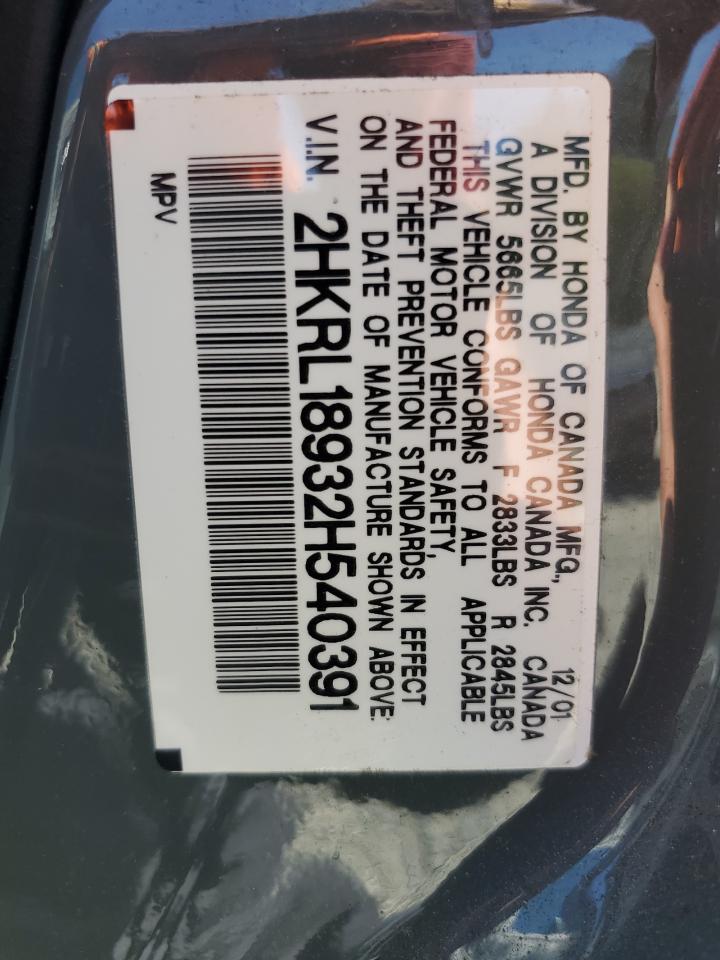 MFD. BY HONDA OF CANADA MFG., 12/01
A DIVISION OF HONDA CANADA INC. CANADA
GVWR 5665LBS GAWR F 2833LBS R 2845LBS
THIS VEHICLE CONFORMS TO ALL APPLICABLE
FEDERAL MOTOR VEHICLE SAFETY,
AND THEFT PREVENTION STANDARDS IN EFFECT
ON THE DATE OF MANUFACTURE SHOWN ABOVE.
V.I.N. 2HKRL18932H540391
MPV